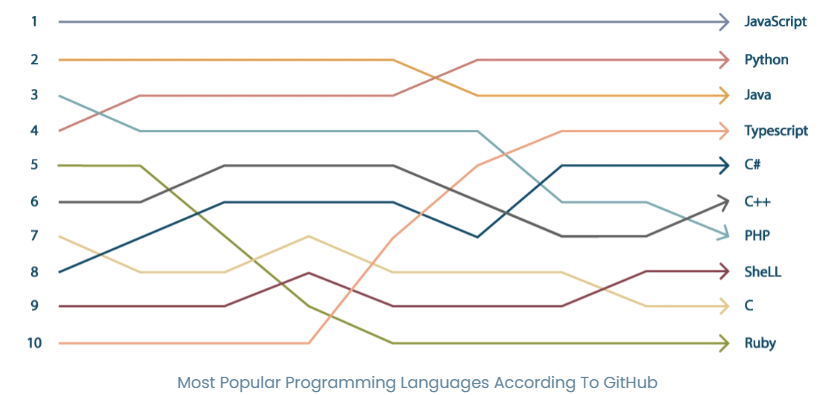 1 JavaScript
2 Python
3 Java
4 Typescript
5 C#
6 C++
7 PHP
8 SheLL
9 C
10 Ruby
Most Popular Programming Languages According To GitHub